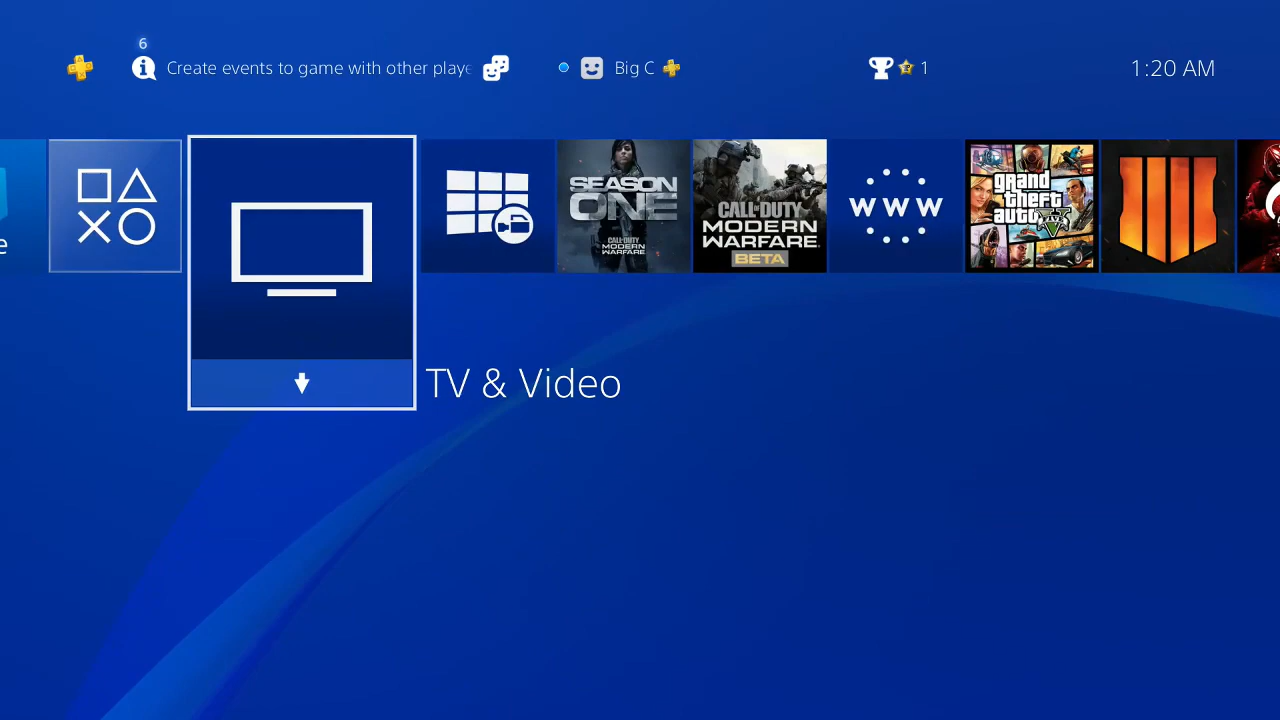 6
Create events to game with other playe
Big C
1
1:20 AM
e
SEASON
ONE
CALL OF DUTY
MODERN
WARFARE
CALL OF DUTY
MODERN
WARFARE.
BETA
WWW
grand
theft
auto
V
TV & Video